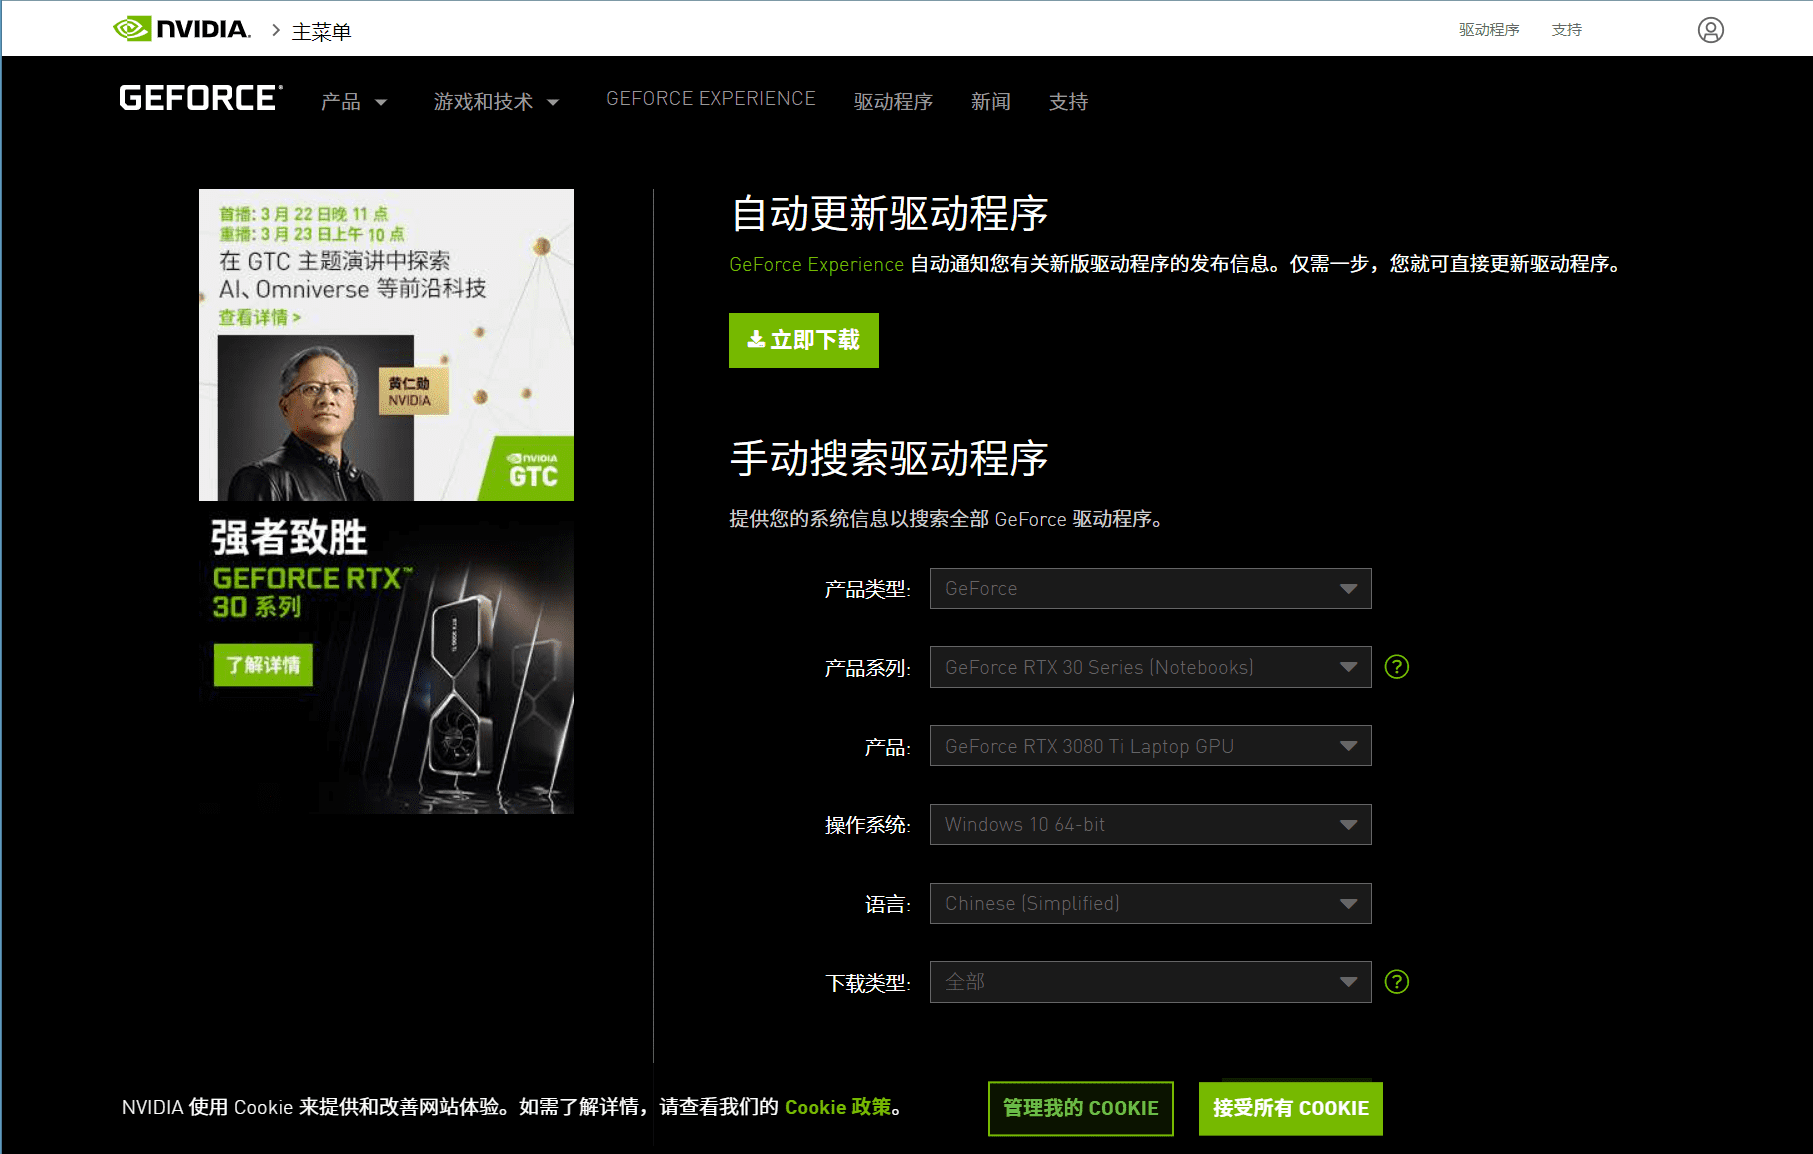 NVIDIA.
主菜单
驱动程序
支持
GEFORCE
产品
游戏和技术
GEFORCE EXPERIENCE
驱动程序
新闻
支持
首播: 3 月 22 日晚 11 点
重播: 3 月 23 日上午 10 点
在 GTC 主题演讲中探索
AI、Omniverse 等前沿科技
查看详情 >
黄仁勋
NVIDIA
NVIDIA
GTC
强者致胜
GEFORCE RTX™
30 系列
了解详情
自动更新驱动程序
GeForce Experience 自动通知您有关新版驱动程序的发布信息。仅需一步，您就可直接更新驱动程序。
立即下载
手动搜索驱动程序
提供您的系统信息以搜索全部 GeForce 驱动程序。
产品类型: GeForce
产品系列: GeForce RTX 30 Series (Notebooks) ?
产品: GeForce RTX 3080 Ti Laptop GPU
操作系统: Windows 10 64-bit
语言: Chinese (Simplified)
下载类型: 全部 ?
NVIDIA 使用 Cookie 来提供和改善网站体验。如需了解详情，请查看我们的 Cookie 政策。
管理我的 COOKIE
接受所有 COOKIE